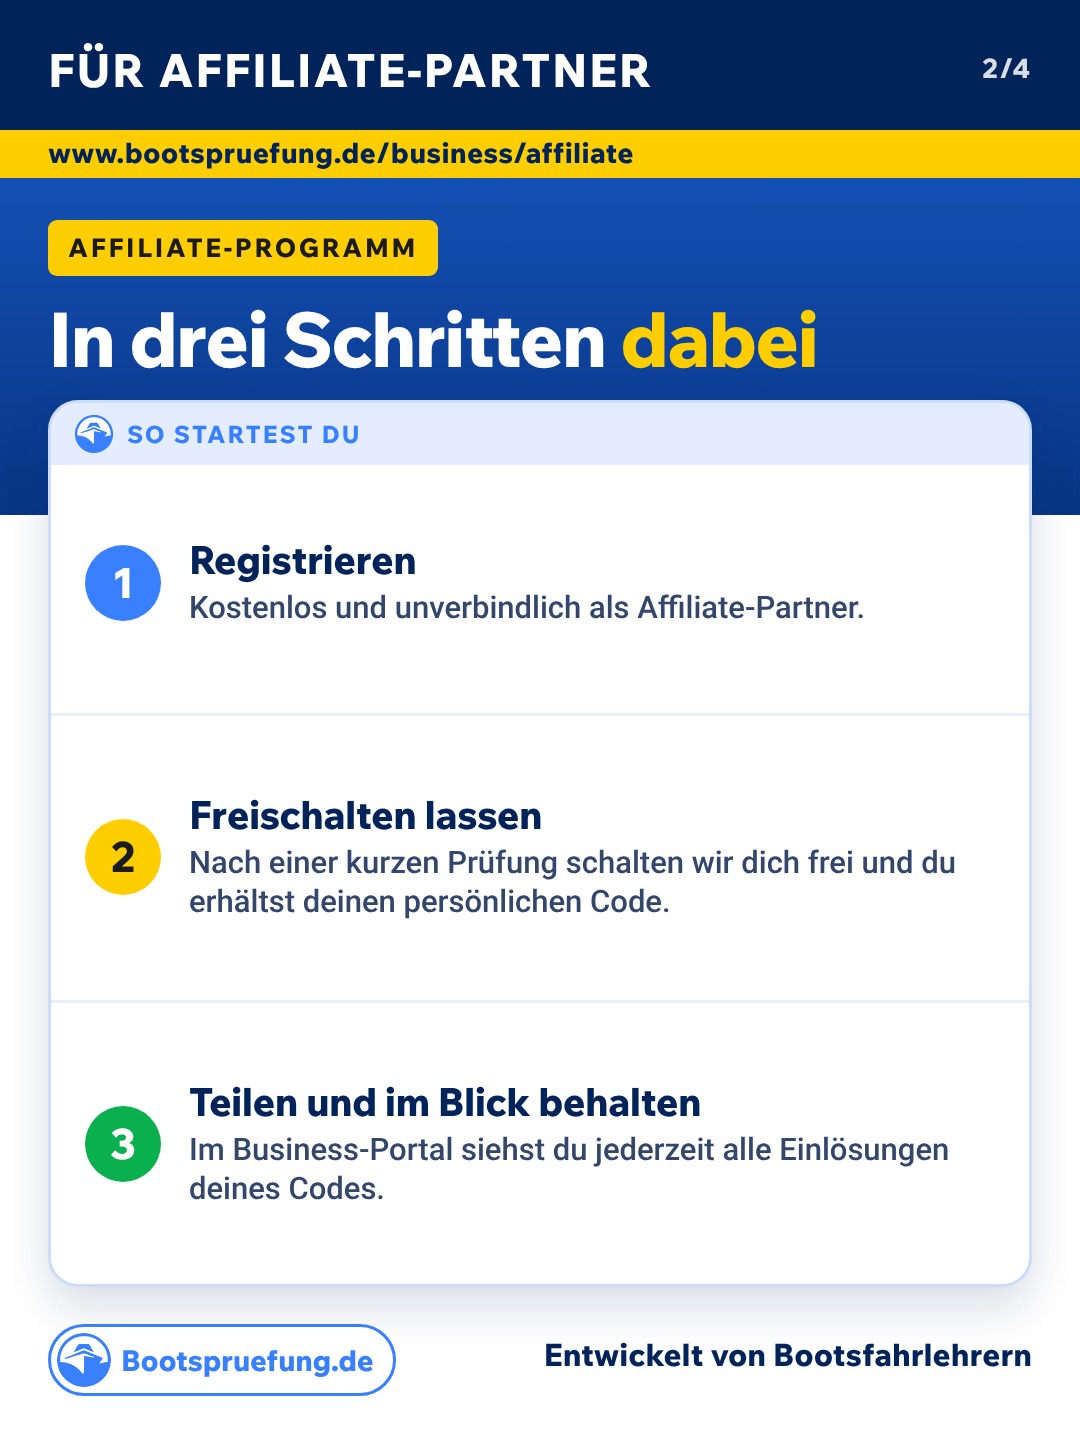 FÜR AFFILIATE-PARTNER
2/4
www.bootspruefung.de/business/affiliate
AFFILIATE-PROGRAMM
In drei Schritten dabei
SO STARTEST DU
1
Registrieren
Kostenlos und unverbindlich als Affiliate-Partner.
2
Freischalten lassen
Nach einer kurzen Prüfung schalten wir dich frei und du
erhältst deinen persönlichen Code.
3
Teilen und im Blick behalten
Im Business-Portal siehst du jederzeit alle Einlösungen
deines Codes.
Bootspruefung.de
Entwickelt von Bootsfahrlehrern